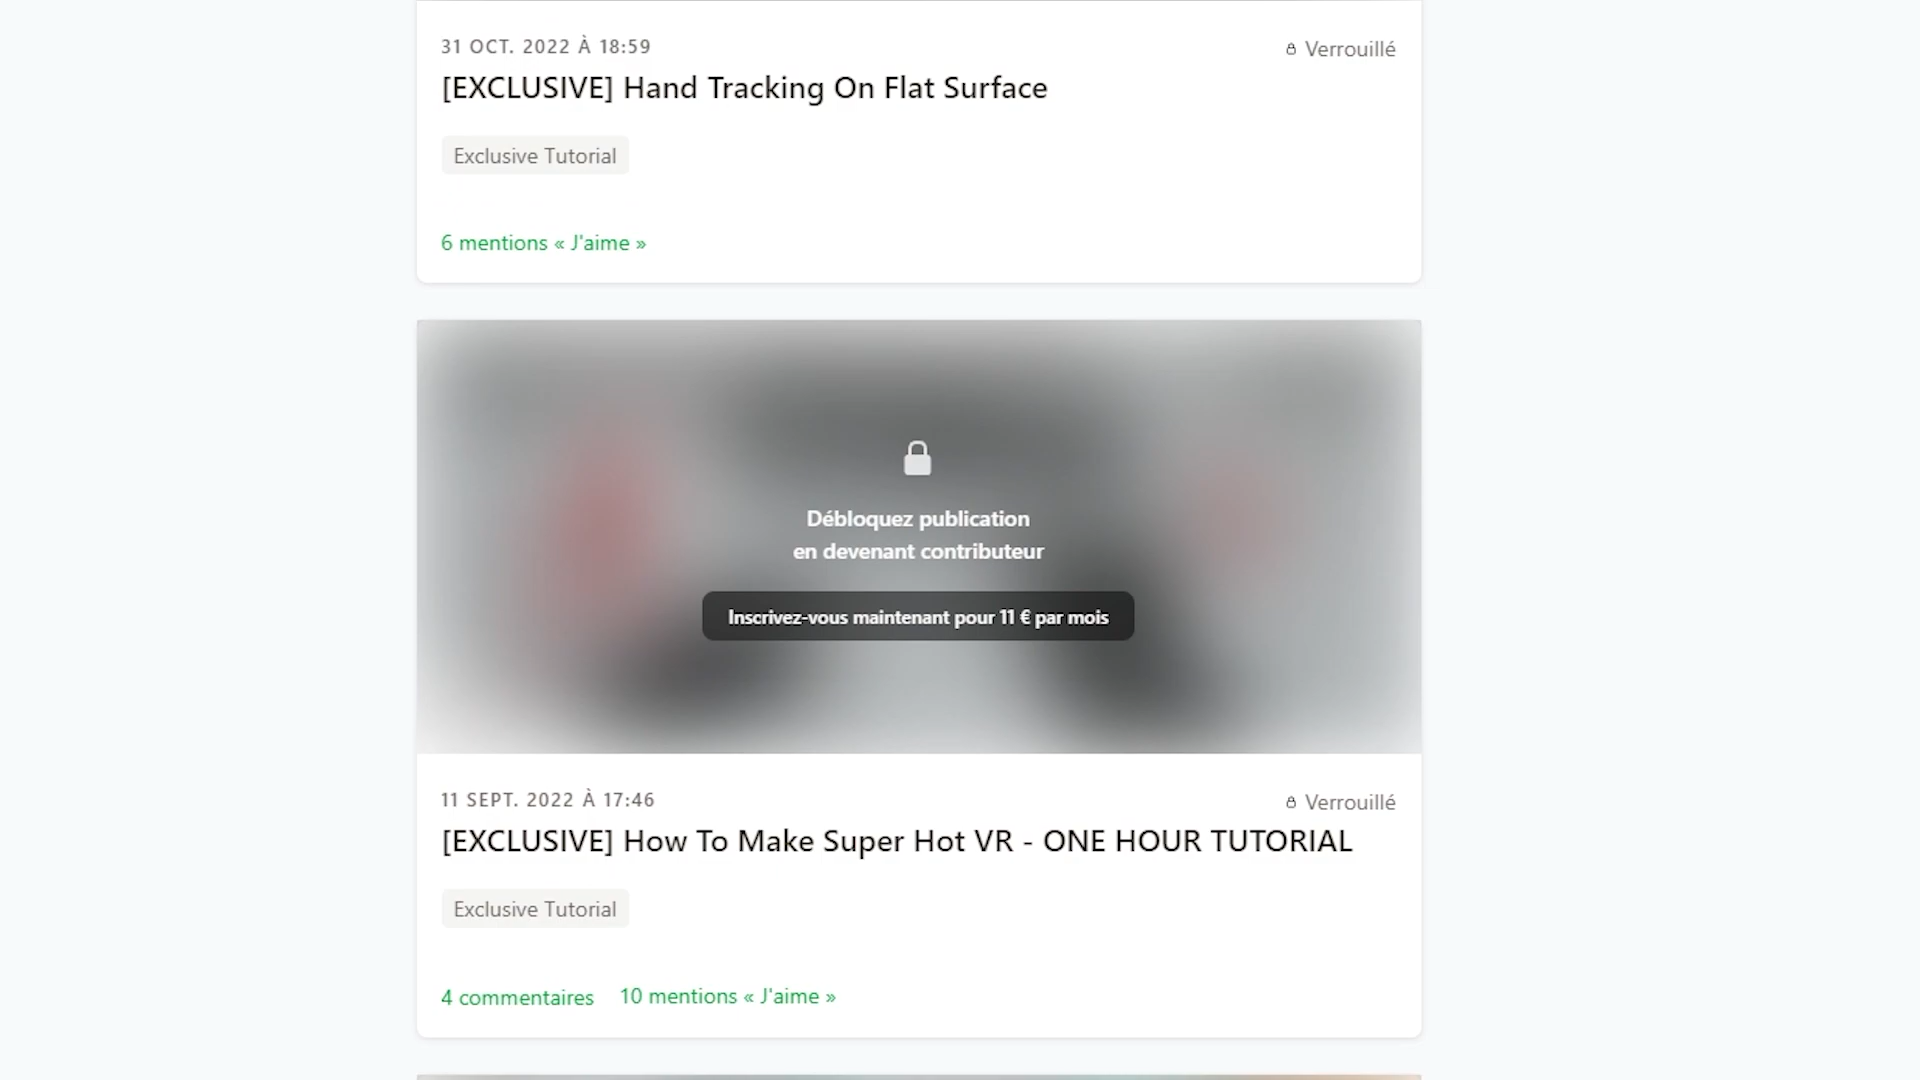 31 OCT. 2022 À 18:59
Verrouillé
[EXCLUSIVE] Hand Tracking On Flat Surface
Exclusive Tutorial
6 mentions « J'aime »
Débloquez publication
en devenant contributeur
Inscrivez-vous maintenant pour 11 € par mois
11 SEPT. 2022 À 17:46
Verrouillé
[EXCLUSIVE] How To Make Super Hot VR - ONE HOUR TUTORIAL
Exclusive Tutorial
4 commentaires
10 mentions « J'aime »